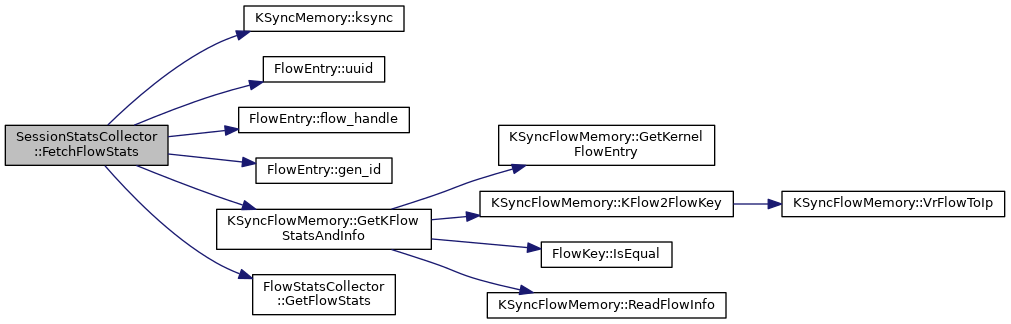 KSyncMemory::ksync
FlowEntry::uuid
FlowEntry::flow_handle
SessionStatsCollector
::FetchFlowStats
FlowEntry::gen_id
KSyncFlowMemory::GetKFlow
StatsAndInfo
FlowStatsCollector
::GetFlowStats
KSyncFlowMemory::GetKernel
FlowEntry
KSyncFlowMemory::KFlow2FlowKey
KSyncFlowMemory::VrFlowToIp
FlowKey::IsEqual
KSyncFlowMemory::ReadFlowInfo